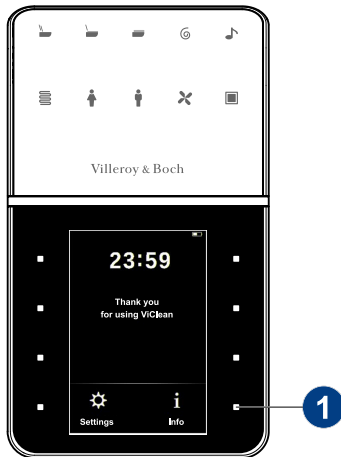 Villeroy & Boch
23:59
Thank you
for using ViClean
i
Settings
Info
1